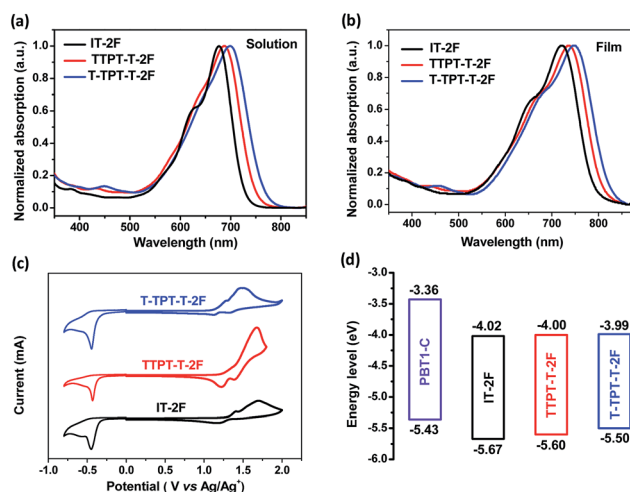 (a)
Normalized absorption (a.u.)
1.0
0.8
0.6
0.4
0.2
0.0
IT-2F
TTPT-T-2F
T-TPT-T-2F
Solution
400
500
600
700
800
Wavelength (nm)
(b)
Normalized absorption (a.u.)
1.0
0.8
0.6
0.4
0.2
0.0
IT-2F
TTPT-T-2F
T-TPT-T-2F
Film
400
500
600
700
800
Wavelength (nm)
(c)
Current (mA)
T-TPT-T-2F
TTPT-T-2F
IT-2F
-1.0
-0.5
0.0
0.5
1.0
1.5
2.0
Potential ( V vs Ag/Ag⁺)
(d)
Energy level (eV)
-3.0
-3.5
-4.0
-4.5
-5.0
-5.5
-6.0
-3.36
PBT1-C
-5.43
-4.02
IT-2F
-5.67
-4.00
TTPT-T-2F
-5.60
-3.99
T-TPT-T-2F
-5.50